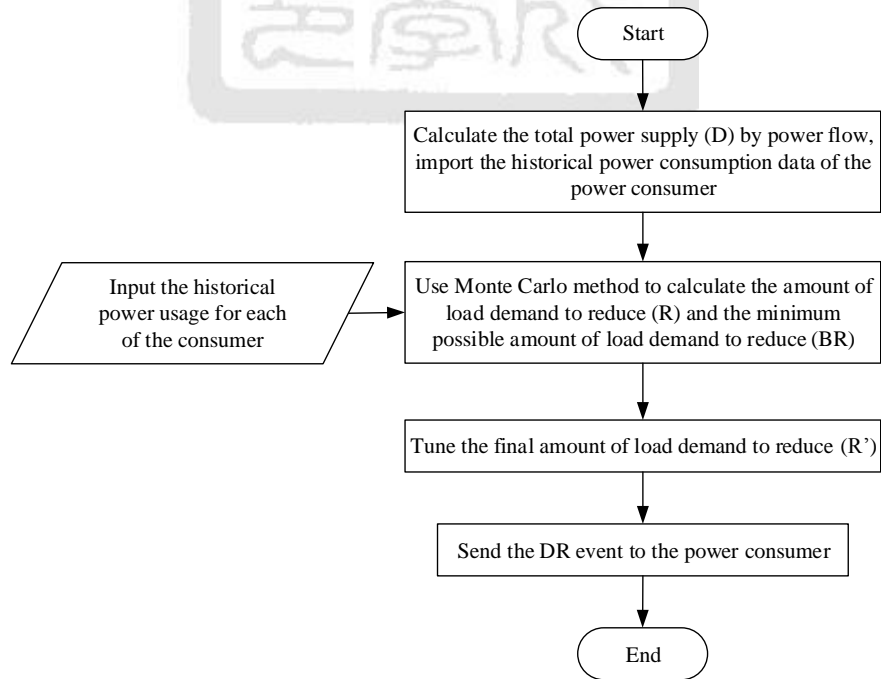 Start
Calculate the total power supply (D) by power flow,
import the historical power consumption data of the
power consumer
Input the historical
power usage for each
of the consumer
Use Monte Carlo method to calculate the amount of
load demand to reduce (R) and the minimum
possible amount of load demand to reduce (BR)
Tune the final amount of load demand to reduce (R’)
Send the DR event to the power consumer
End